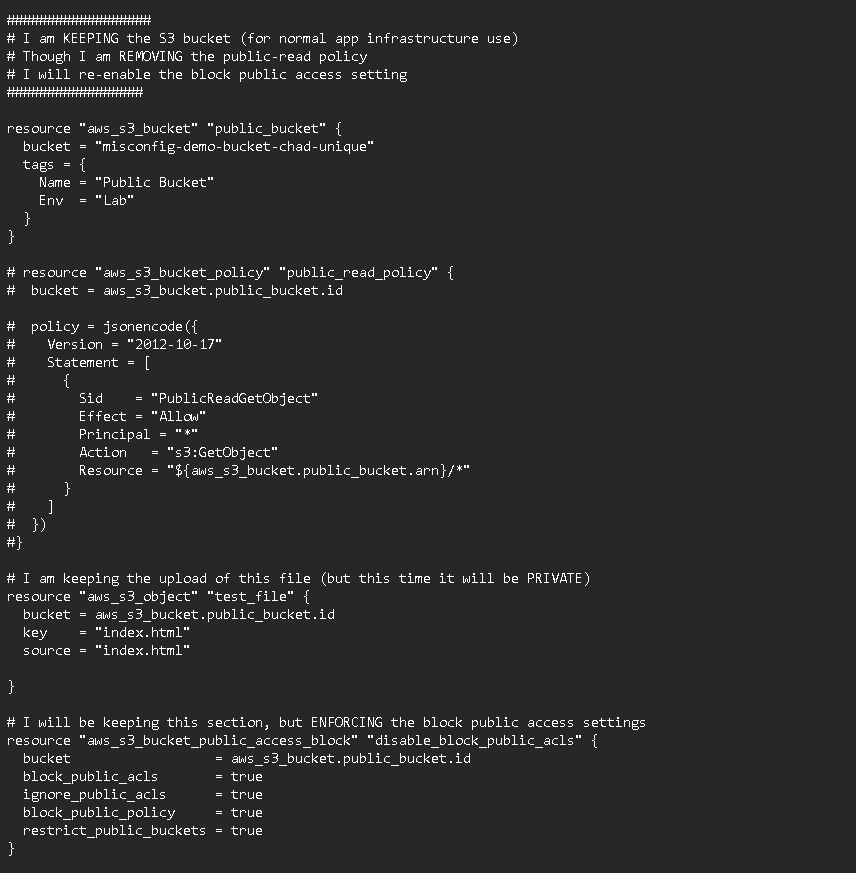 ########################
# I am KEEPING the S3 bucket (for normal app infrastructure use)
# Though I am REMOVING the public-read policy
# I will re-enable the block public access setting
#######################
resource "aws_s3_bucket" "public_bucket" {
  bucket = "misconfig-demo-bucket-chad-unique"
  tags = {
    Name = "Public Bucket"
    Env  = "Lab"
  }
}
# resource "aws_s3_bucket_policy" "public_read_policy" {
#  bucket = aws_s3_bucket.public_bucket.id
#  policy = jsonencode({
#    Version = "2012-10-17"
#    Statement = [
#      {
#        Sid    = "PublicReadGetObject"
#        Effect = "Allow"
#        Principal = "*"
#        Action   = "s3:GetObject"
#        Resource = "${aws_s3_bucket.public_bucket.arn}/*"
#      }
#    ]
#  })
#}
# I am keeping the upload of this file (but this time it will be PRIVATE)
resource "aws_s3_object" "test_file" {
  bucket = aws_s3_bucket.public_bucket.id
  key    = "index.html"
  source = "index.html"
}
# I will be keeping this section, but ENFORCING the block public access settings
resource "aws_s3_bucket_public_access_block" "disable_block_public_acls" {
  bucket                  = aws_s3_bucket.public_bucket.id
  block_public_acls       = true
  ignore_public_acls      = true
  block_public_policy     = true
  restrict_public_buckets = true
}